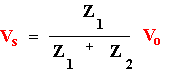 Z1
Vs = Vo
Z1 + Z2